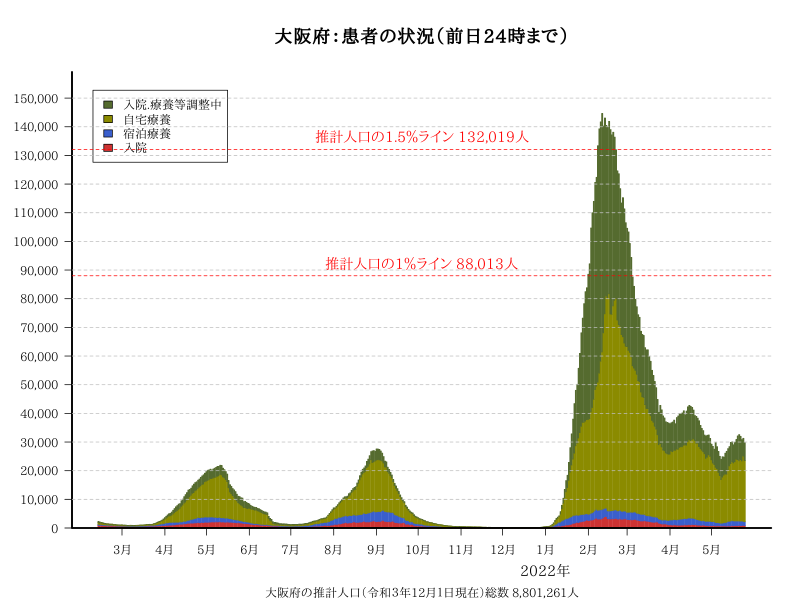 大阪府：患者の状況（前日24時まで）
150,000
140,000
130,000
120,000
110,000
100,000
90,000
80,000
70,000
60,000
50,000
40,000
30,000
20,000
10,000
0
入院.療養等調整中
自宅療養
宿泊療養
入院
推計人口の1.5%ライン 132,019人
推計人口の1%ライン 88,013人
3月 4月 5月 6月 7月 8月 9月 10月 11月 12月 1月 2月 3月 4月 5月
2022年
大阪府の推計人口（令和3年12月1日現在）総数 8,801,261人